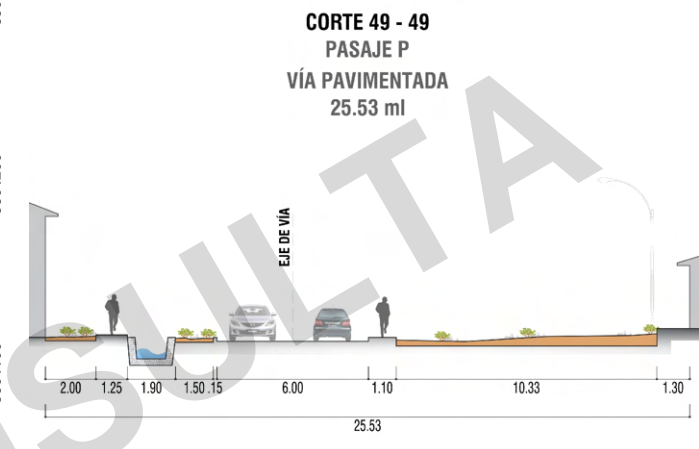 CORTE 49 - 49
PASAJE P
VÍA PAVIMENTADA
25.53 ml
EJE DE VÍA
2.00 1.25 1.90 1.50 .15 6.00 1.10 10.33 1.30
25.53
NSULTA